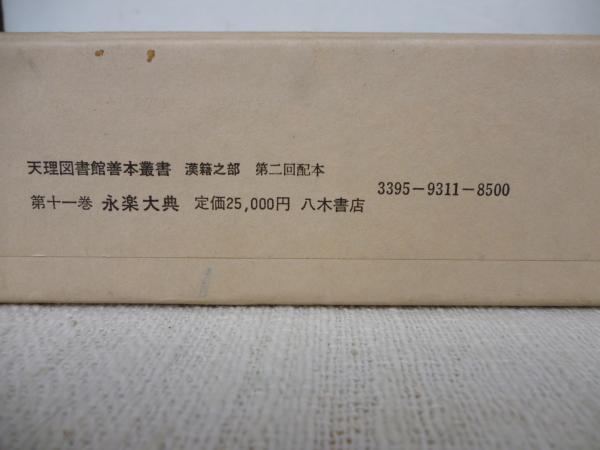 天理図書館善本叢書 漢籍之部 第二回配本
第十一巻 永楽大典 定価25,000円 八木書店
3395-9311-8500